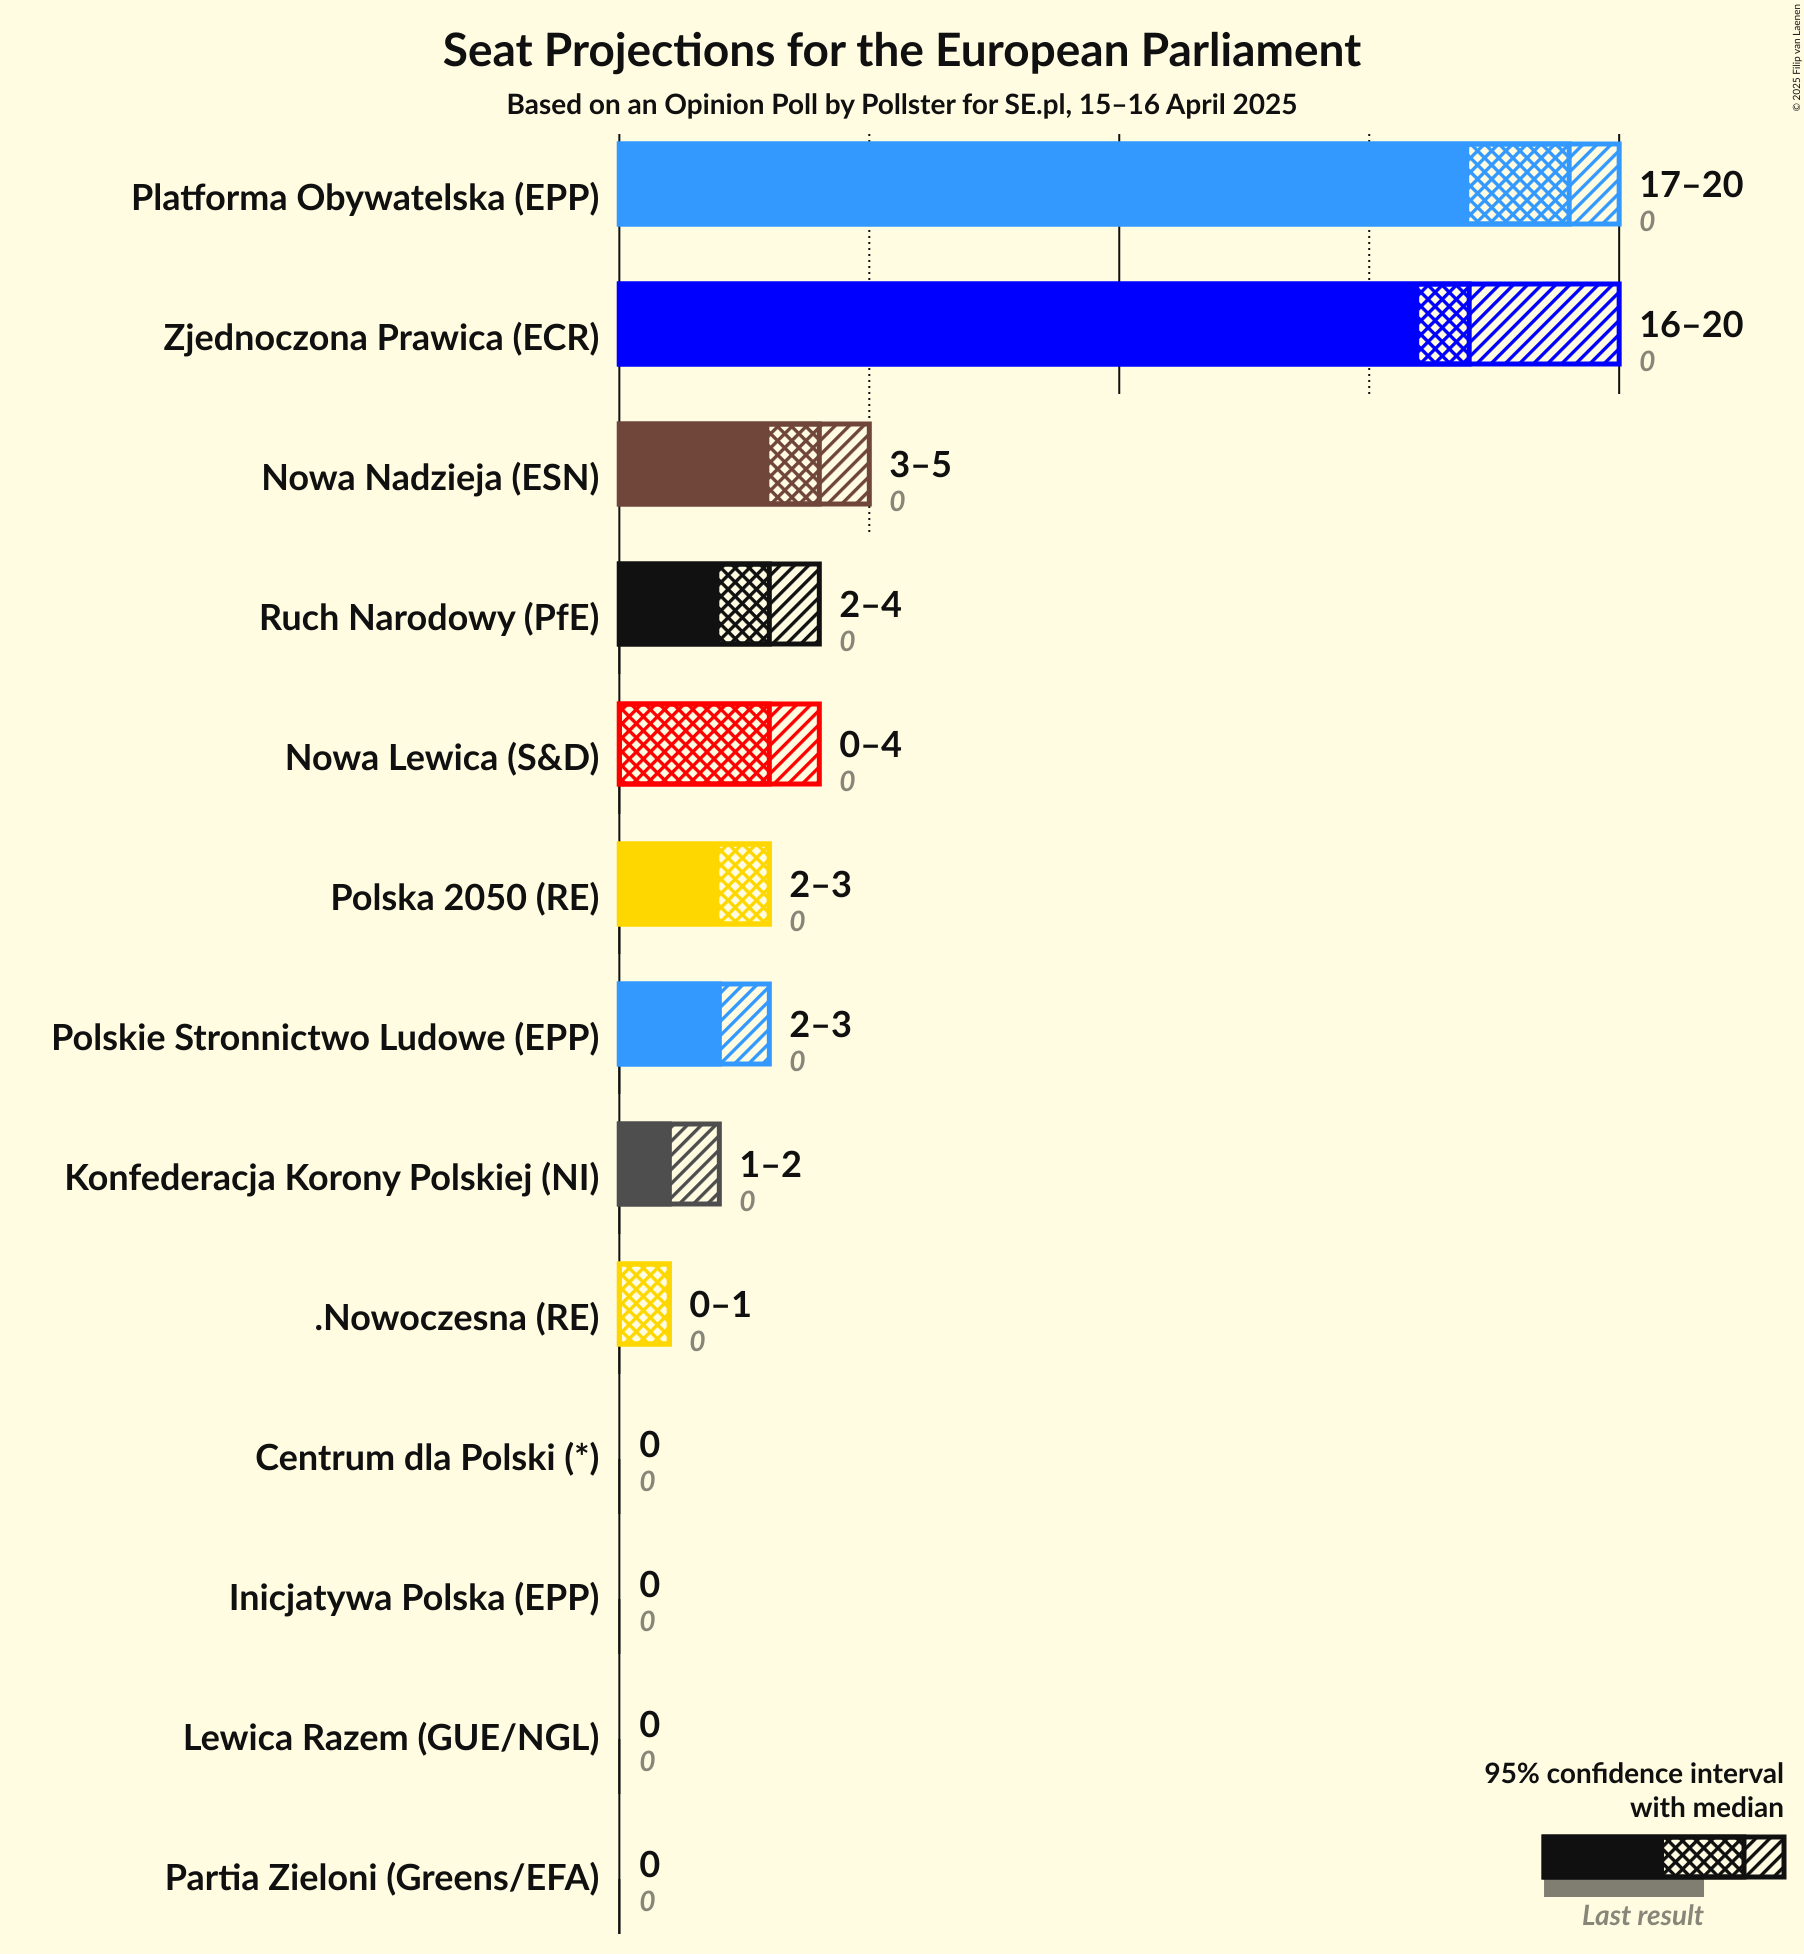 Seat Projections for the European Parliament
Based on an Opinion Poll by Pollster for SE.pl, 15–16 April 2025
© 2025 Filip van Laenen
Platforma Obywatelska (EPP)
17–20
0
Zjednoczona Prawica (ECR)
16–20
0
Nowa Nadzieja (ESN)
3–5
0
Ruch Narodowy (PfE)
2–4
0
Nowa Lewica (S&D)
0–4
0
Polska 2050 (RE)
2–3
0
Polskie Stronnictwo Ludowe (EPP)
2–3
0
Konfederacja Korony Polskiej (NI)
1–2
0
.Nowoczesna (RE)
0–1
0
Centrum dla Polski (*)
0
0
Inicjatywa Polska (EPP)
0
0
Lewica Razem (GUE/NGL)
0
0
Partia Zieloni (Greens/EFA)
0
0
95% confidence interval
with median
Last result